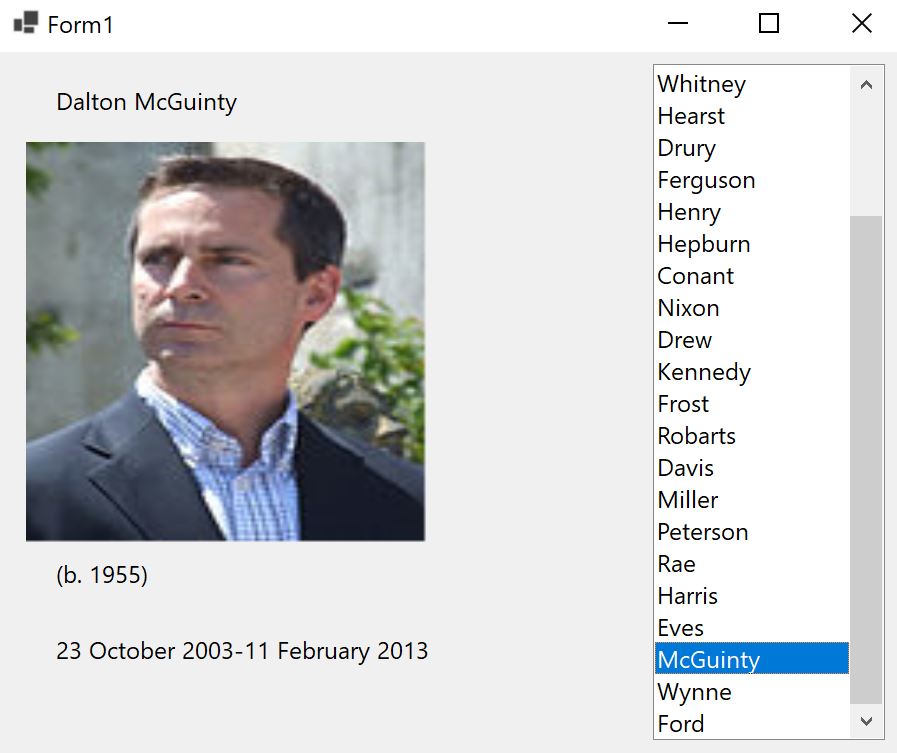 Form1
Dalton McGuinty
(b. 1955)
23 October 2003-11 February 2013
Whitney
Hearst
Drury
Ferguson
Henry
Hepburn
Conant
Nixon
Drew
Kennedy
Frost
Robarts
Davis
Miller
Peterson
Rae
Harris
Eves
McGuinty
Wynne
Ford